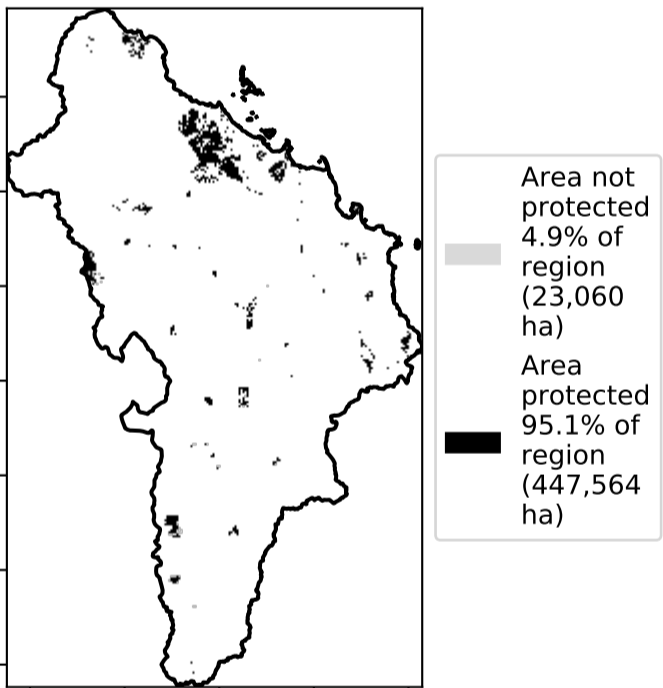 Area not
protected
4.9% of
region
(23,060
ha)
Area
protected
95.1% of
region
(447,564
ha)